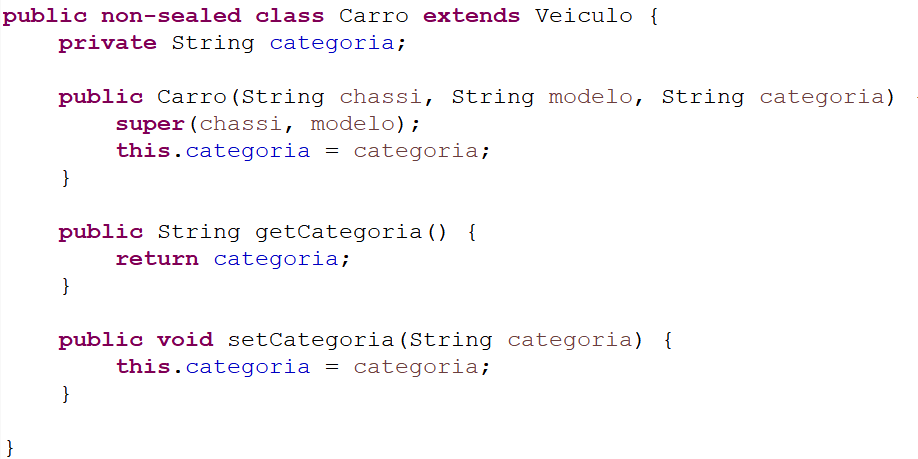 public non-sealed class Carro extends Veiculo {
    private String categoria;

    public Carro(String chassi, String modelo, String categoria) {
        super(chassi, modelo);
        this.categoria = categoria;
    }

    public String getCategoria() {
        return categoria;
    }

    public void setCategoria(String categoria) {
        this.categoria = categoria;
    }

}